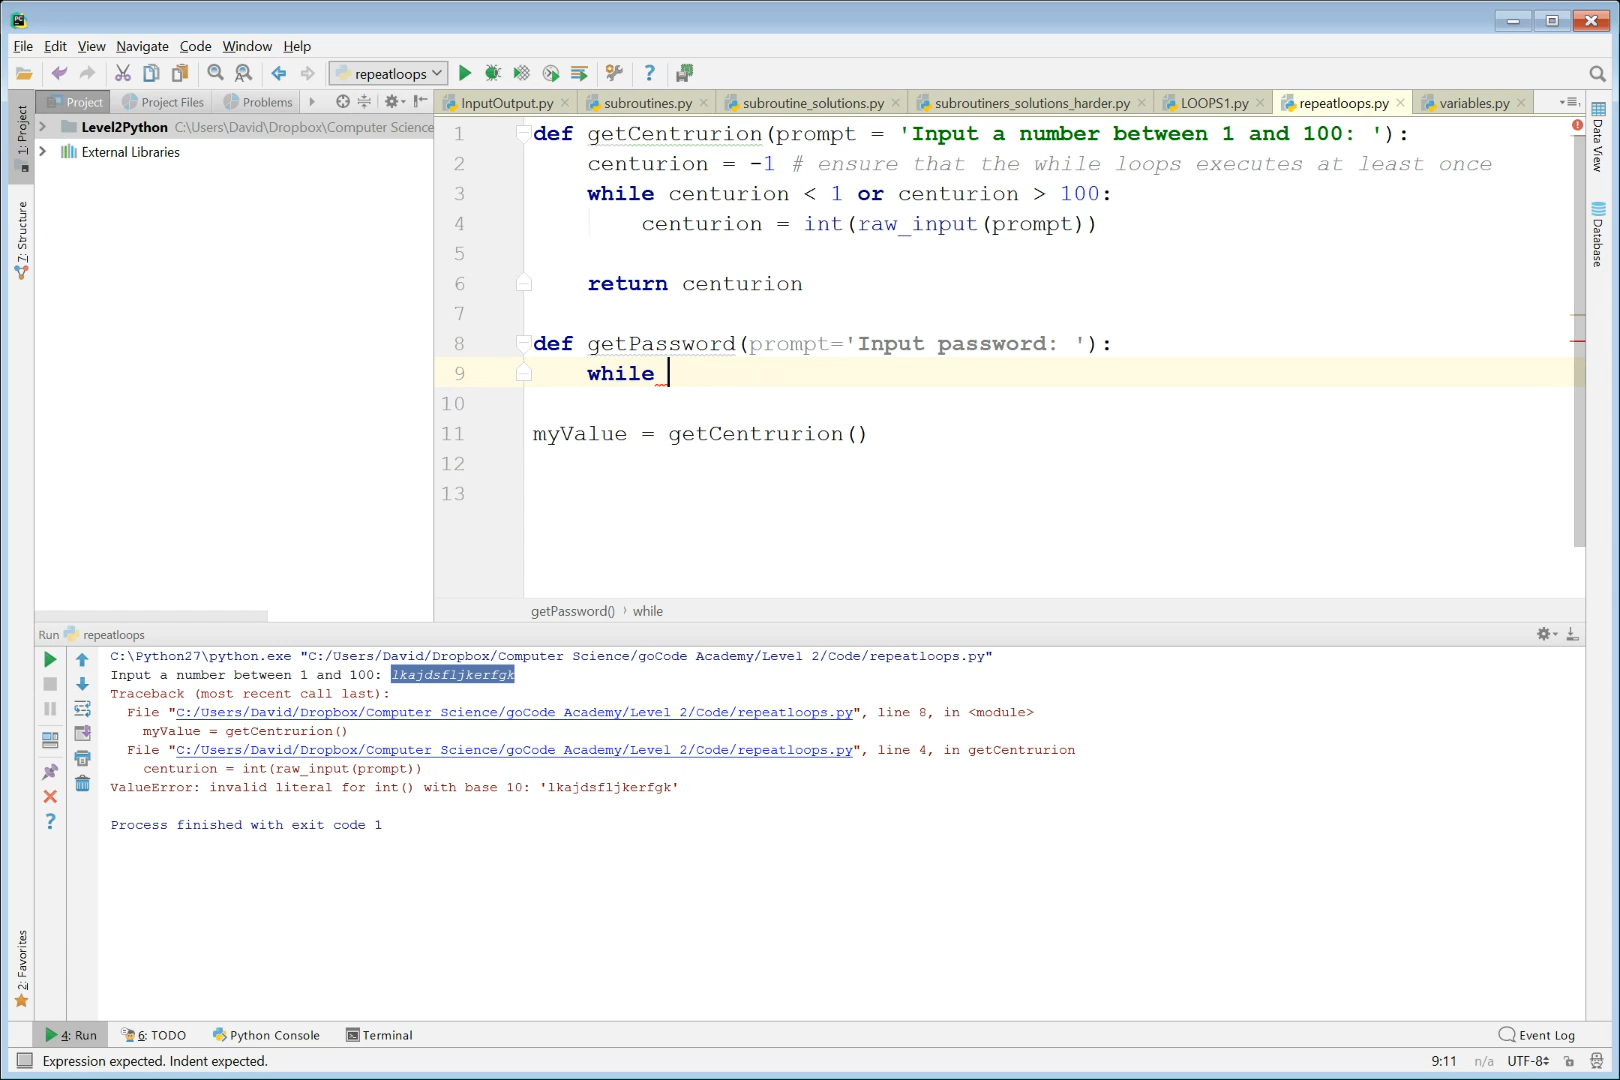 File Edit View Navigate Code Window Help
repeatloops
Project Project Files Problems
InputOutput.py subroutines.py subroutine_solutions.py subroutiners_solutions_harder.py LOOPS1.py repeatloops.py variables.py
Level2Python C:\Users\David\Dropbox\Computer Science
External Libraries
1: Project
7: Structure
2: Favorites
1 def getCentrurion(prompt = 'Input a number between 1 and 100: '):
2 centurion = -1 # ensure that the while loops executes at least once
3 while centurion < 1 or centurion > 100:
4 centurion = int(raw_input(prompt))
5
6 return centurion
7
8 def getPassword(prompt='Input password: '):
9 while
10
11 myValue = getCentrurion()
12
13
Data View
Database
getPassword() › while
Run repeatloops
C:\Python27\python.exe "C:/Users/David/Dropbox/Computer Science/goCode Academy/Level 2/Code/repeatloops.py"
Input a number between 1 and 100: lkajdsfljkerfgk
Traceback (most recent call last):
File "C:/Users/David/Dropbox/Computer Science/goCode Academy/Level 2/Code/repeatloops.py", line 8, in <module>
myValue = getCentrurion()
File "C:/Users/David/Dropbox/Computer Science/goCode Academy/Level 2/Code/repeatloops.py", line 4, in getCentrurion
centurion = int(raw_input(prompt))
ValueError: invalid literal for int() with base 10: 'lkajdsfljkerfgk'
Process finished with exit code 1
4: Run 6: TODO Python Console Terminal Event Log
Expression expected. Indent expected. 9:11 n/a UTF-8